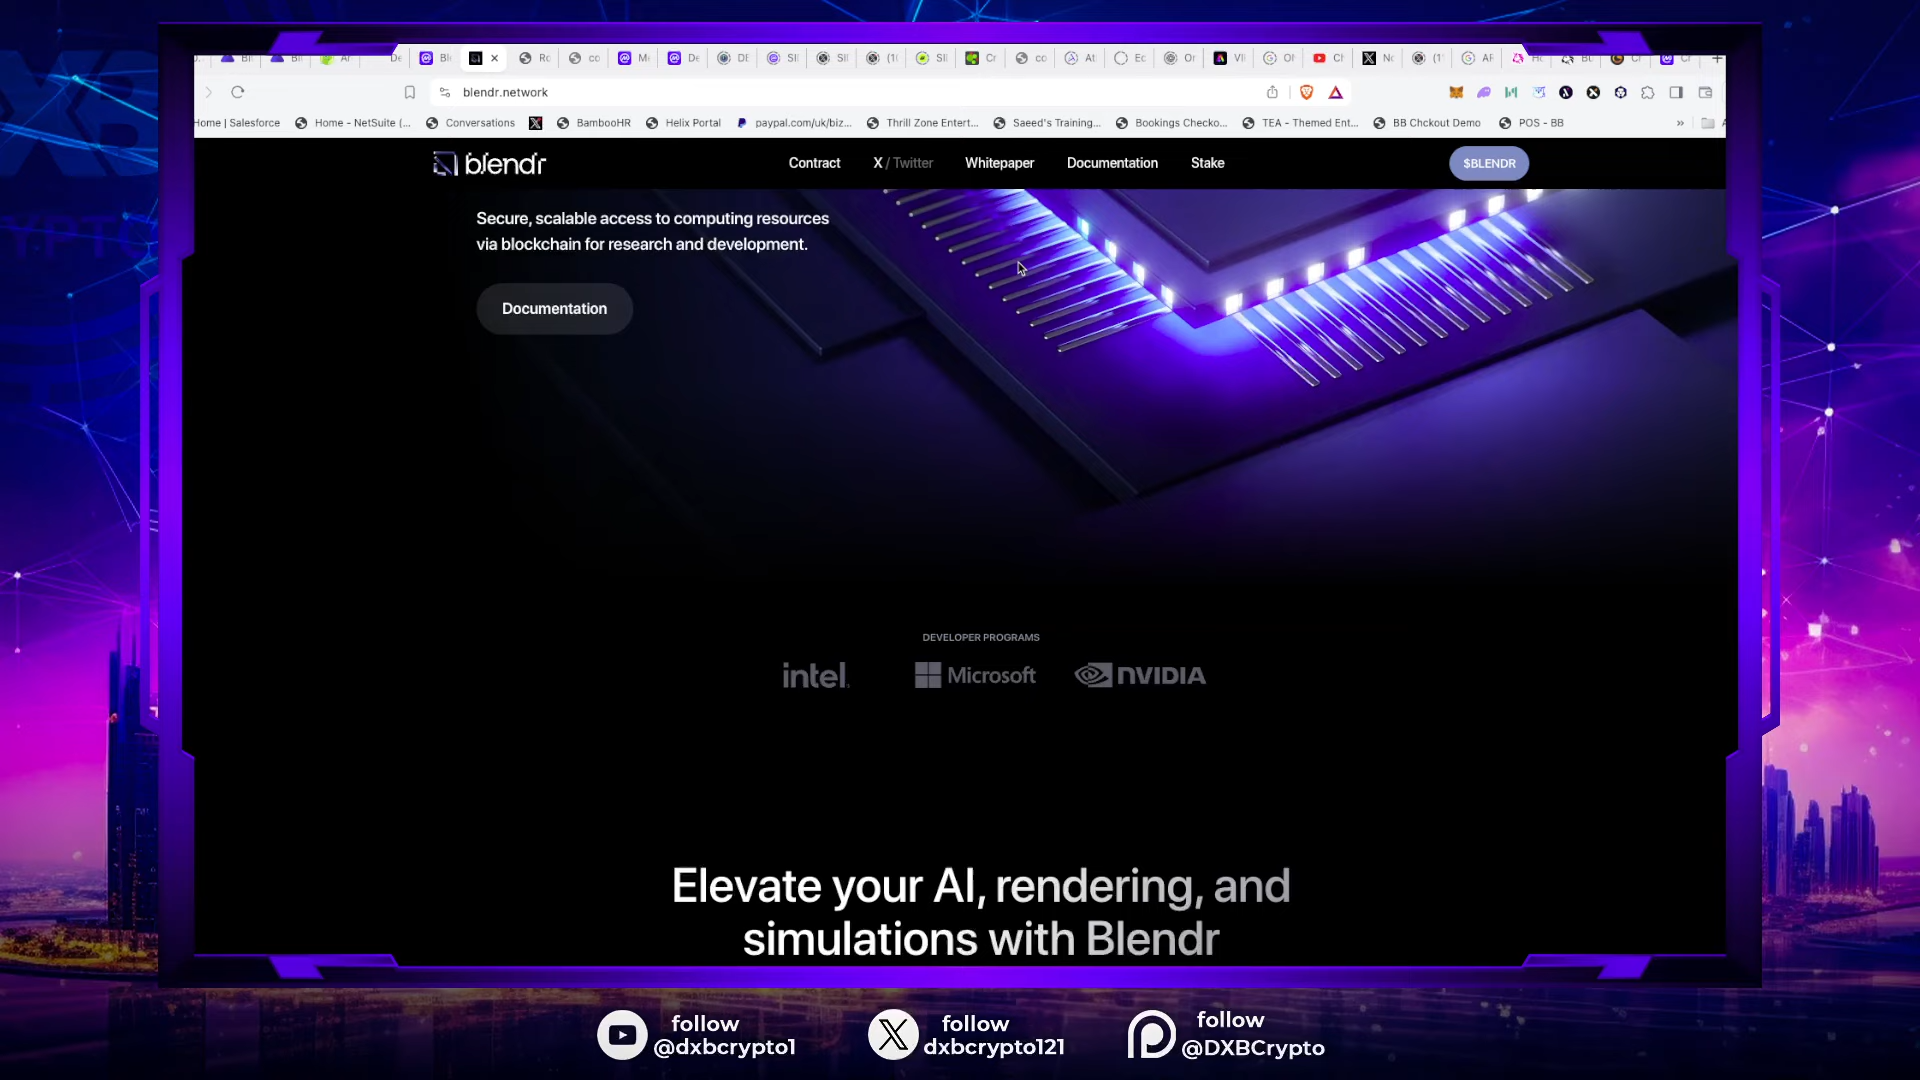 blendr.network
Home | Salesforce
Home - NetSuite (...
Conversations
BambooHR
Helix Portal
paypal.com/uk/biz...
Thrill Zone Entert...
Saeed's Training...
Bookings Checko...
TEA - Themed Ent...
BB Chckout Demo
POS - BB
»
blendr
Contract
X / Twitter
Whitepaper
Documentation
Stake
$BLENDR
Secure, scalable access to computing resources
via blockchain for research and development.
Documentation
DEVELOPER PROGRAMS
intel.
Microsoft
NVIDIA
Elevate your AI, rendering, and
simulations with Blendr
follow
@dxbcrypto1
follow
dxbcrypto121
follow
@DXBCrypto